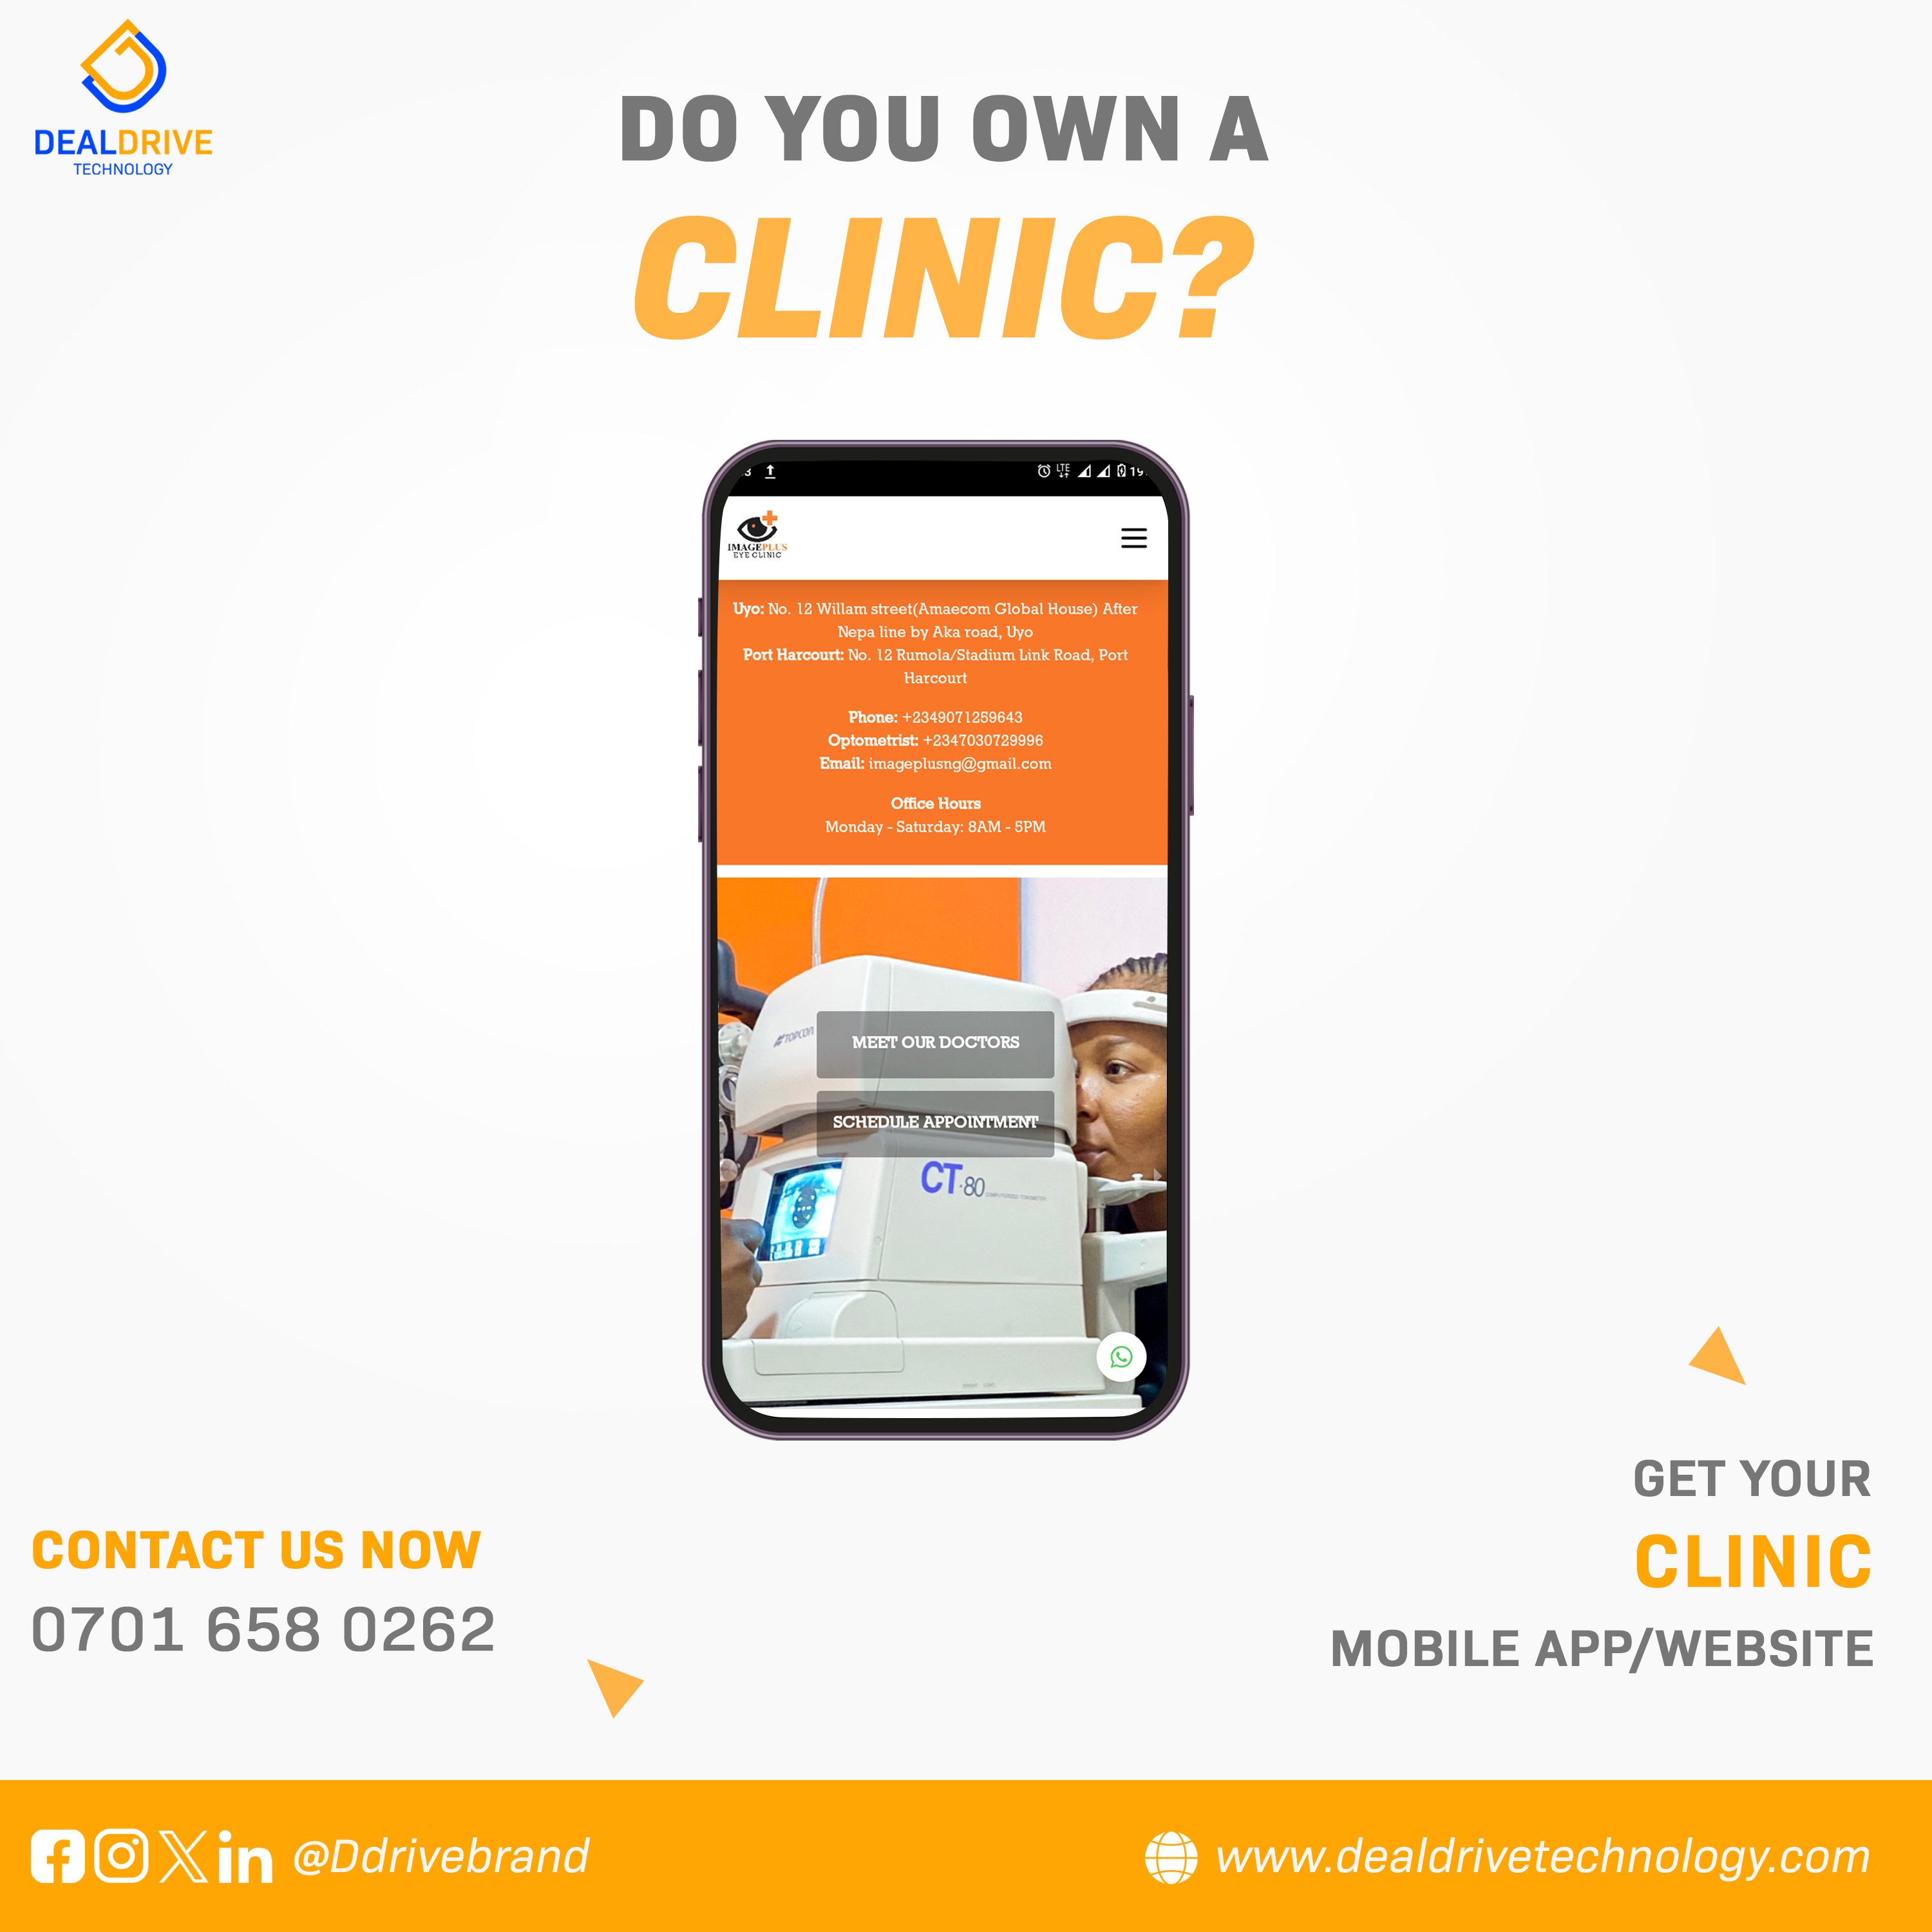 DEALDRIVE
TECHNOLOGY
DO YOU OWN A
CLINIC?
LTE
IMAGEPLUS
EYE CLINIC
Uyo: No. 12 Willam street(Amaecom Global House) After
Nepa line by Aka road, Uyo
Port Harcourt: No. 12 Rumola/Stadium Link Road, Port
Harcourt
Phone: +2349071259643
Optometrist: +2347030729996
Email: imageplusng@gmail.com
Office Hours
Monday - Saturday: 8AM - 5PM
TOPCON
MEET OUR DOCTORS
SCHEDULE APPOINTMENT
CT-80 COMPUTERIZED TONOMETER
GET YOUR
CLINIC
MOBILE APP/WEBSITE
CONTACT US NOW
0701 658 0262
@Ddrivebrand
www.dealdrivetechnology.com